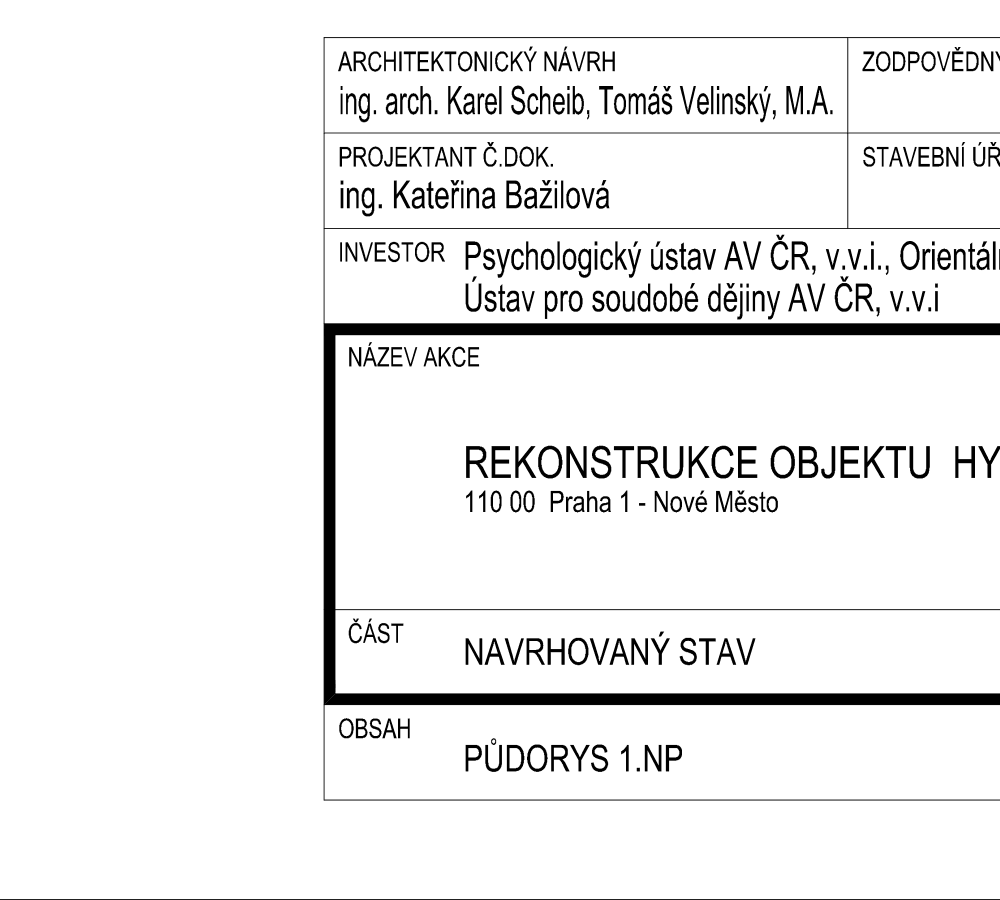 ARCHITEKTONICKÝ NÁVRH
ing. arch. Karel Scheib, Tomáš Velinský, M.A.
ZODPOVĚDNÝ
PROJEKTANT Č.DOK.
ing. Kateřina Bažilová
STAVEBNÍ
INVESTOR Psychologický ústav AV ČR, v.v.i.,
Ústav pro soudobé dějiny AV ČR, v.v.i
NÁZEV AKCE
REKONSTRUKCE OBJEKTU
110 00 Praha 1 - Nové Město
ČÁST
NAVRHOVANÝ STAV
OBSAH
PŮDORYS 1.NP